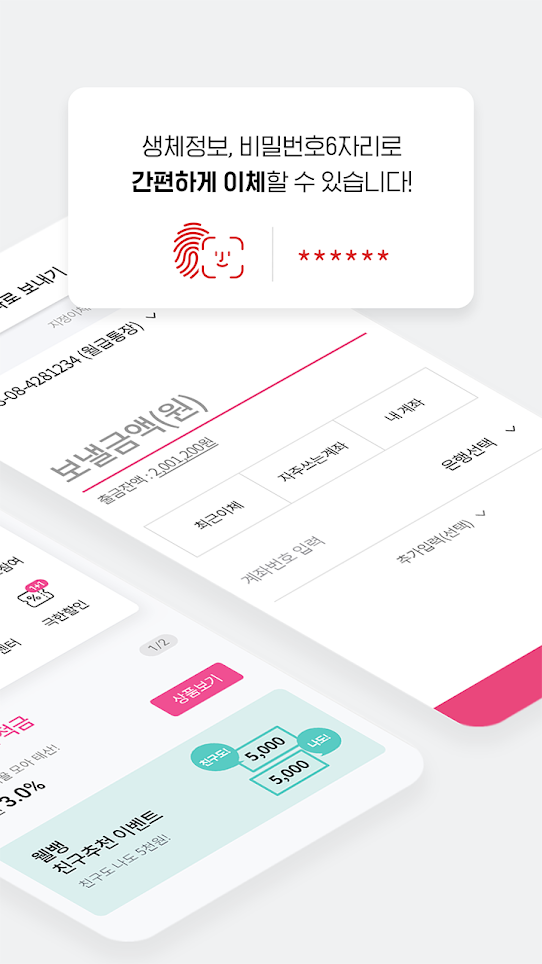 생체정보, 비밀번호6자리로
간편하게 이체할 수 있습니다!
******
로 보내기
지정이체
-08-4281234 (월급통장)
보낼금액(원)
출금잔액 : 2,001,200원
최근이체
자주쓰는계좌
내 계좌
은행선택
계좌번호 입력
추가입력(선택)
1+1
%
극한할인
센터
1/2
적금
모아 태산!
3.0%
상품보기
웰뱅
친구추천 이벤트
친구도 나도 5천원!
친구도!
5,000
나도!
5,000